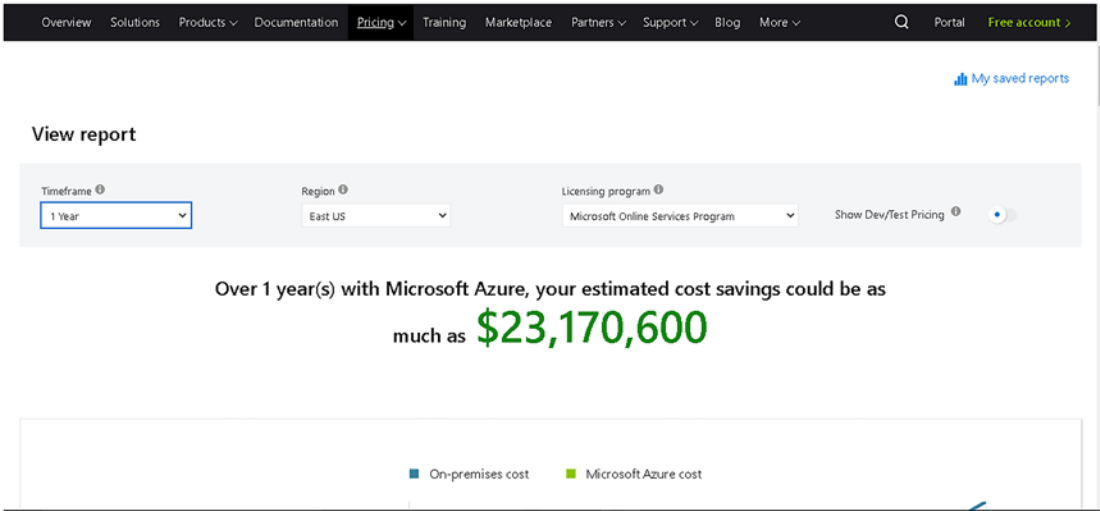 Overview Solutions Products Documentation Pricing Training Marketplace Partners Support Blog More Portal Free account >
My saved reports
View report
Timeframe Region Licensing program
1 Year East US Microsoft Online Services Program Show Dev/Test Pricing
Over 1 year(s) with Microsoft Azure, your estimated cost savings could be as
much as $23,170,600
On-premises cost Microsoft Azure cost